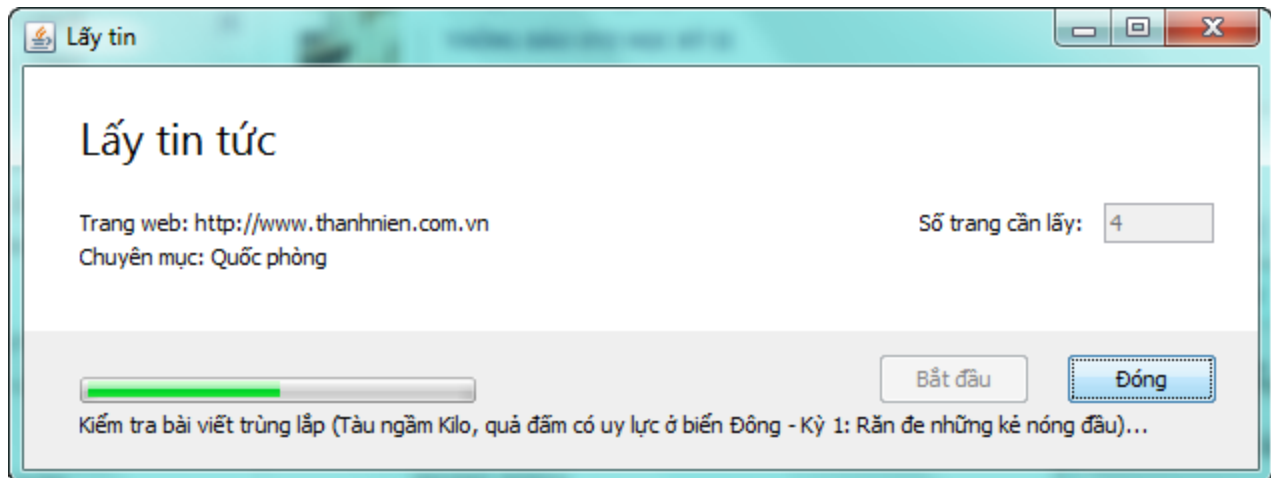 Lấy tin
Lấy tin tức
Trang web: http://www.thanhnien.com.vn
Số trang cần lấy: 4
Chuyên mục: Quốc phòng
Bắt đầu
Đóng
Kiểm tra bài viết trùng lắp (Tàu ngầm Kilo, quả đấm có uy lực ở biển Đông - Kỳ 1: Răn đe những kẻ nóng đầu)...